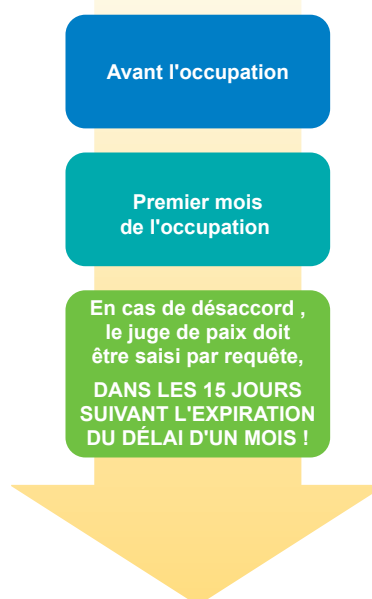 Avant l'occupation
Premier mois
de l'occupation
En cas de désaccord ,
le juge de paix doit
être saisi par requête,
DANS LES 15 JOURS
SUIVANT L'EXPIRATION
DU DÉLAI D'UN MOIS !